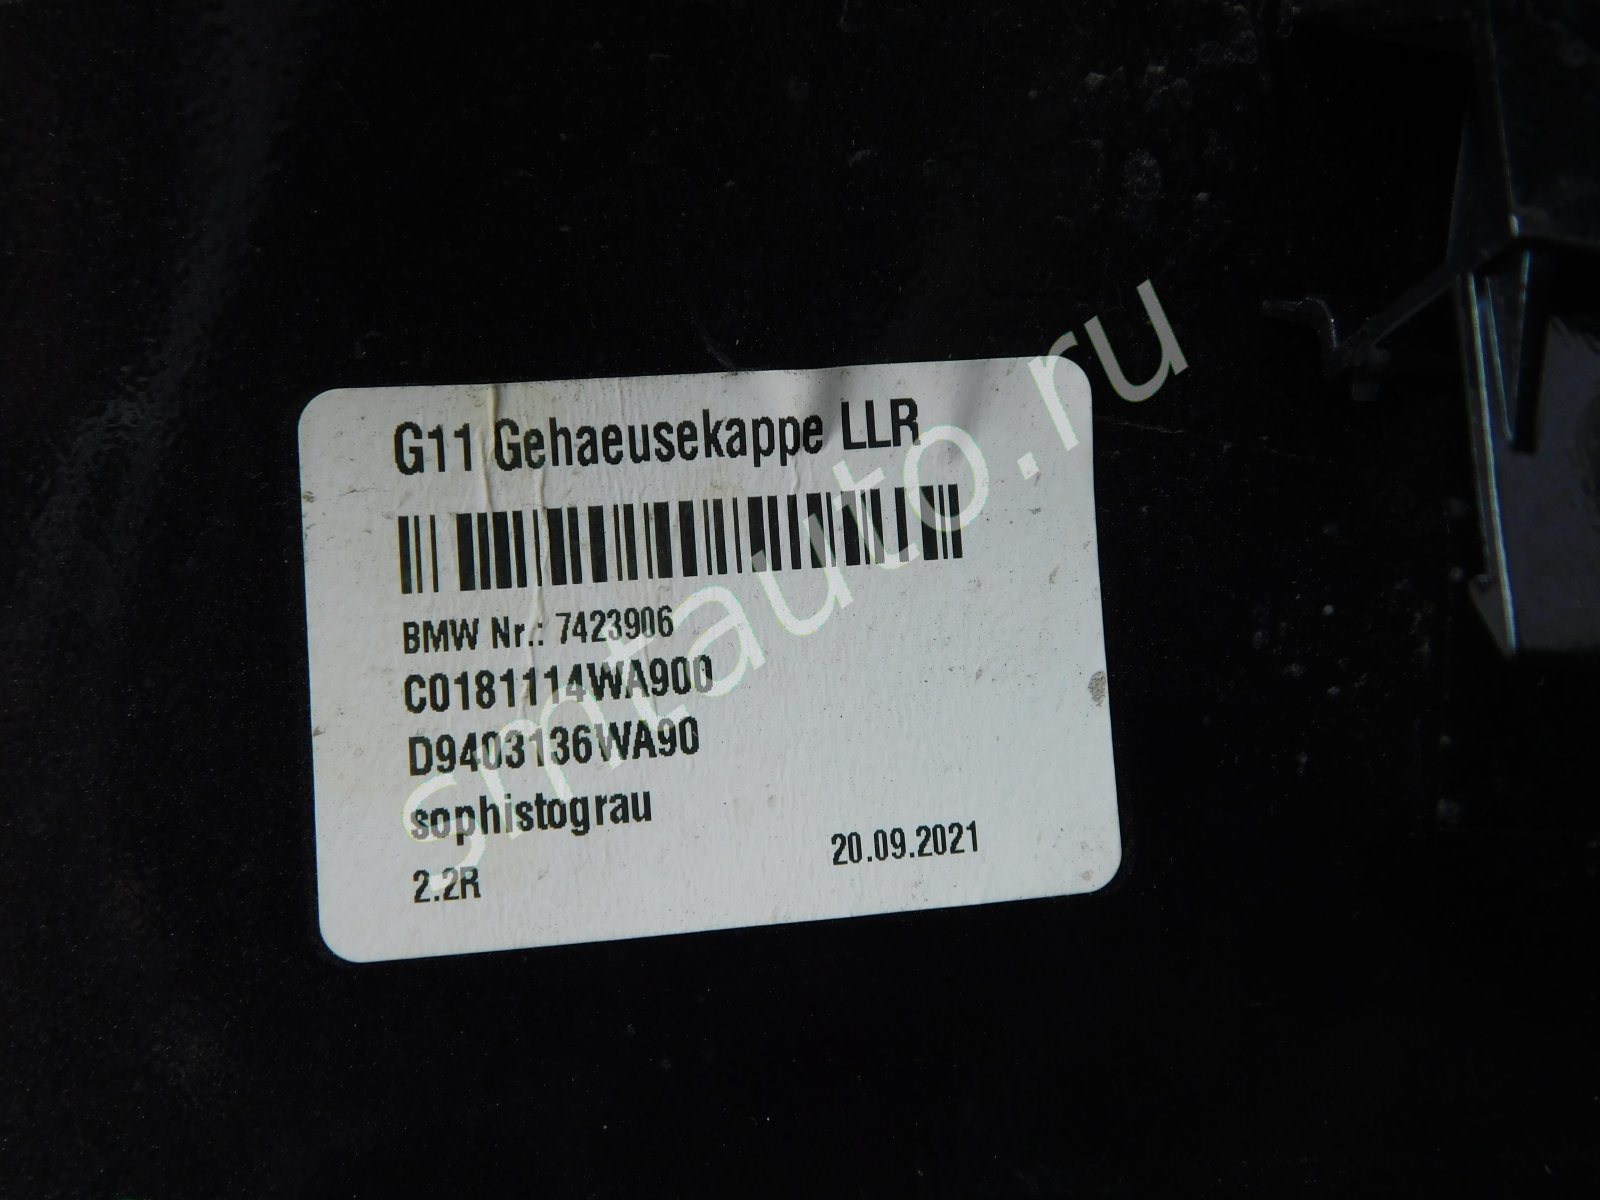 G11 Gehaeusekappe LLR
BMW Nr.: 7423906
C0181114WA900
D9403136WA90
sophistograu
2.2R
20.09.2021
smtauto.ru